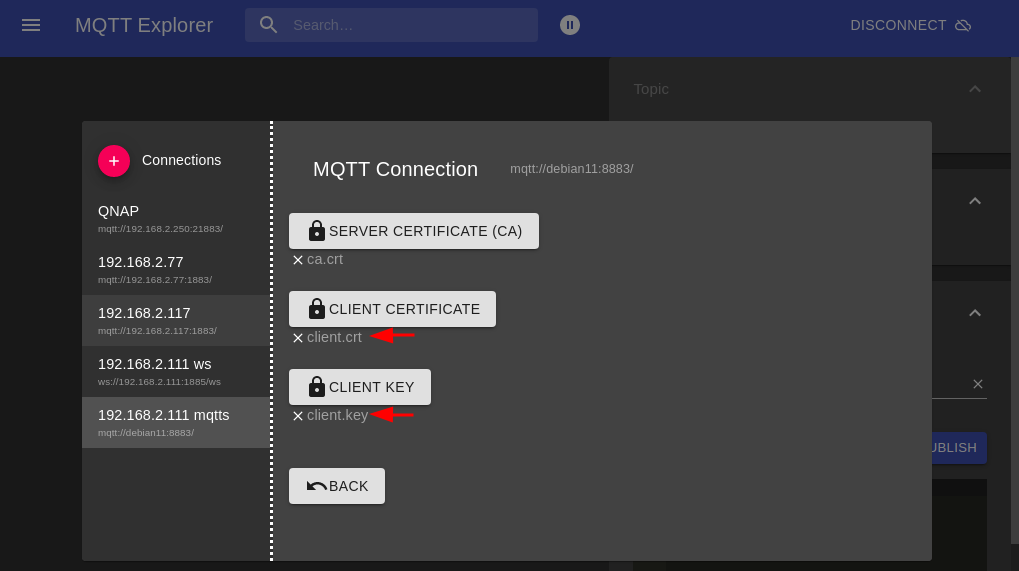 MQTT Explorer
Search...
DISCONNECT
Topic
Connections
QNAP
mqtt://192.168.2.250:21883/
192.168.2.77
mqtt://192.168.2.77:1883/
192.168.2.117
mqtt://192.168.2.117:1883/
192.168.2.111 ws
ws://192.168.2.111:1885/ws
192.168.2.111 mqtts
mqtt://debian11:8883/
MQTT Connection
mqtt://debian11:8883/
SERVER CERTIFICATE (CA)
ca.crt
CLIENT CERTIFICATE
client.crt
CLIENT KEY
client.key
BACK
UBLISH